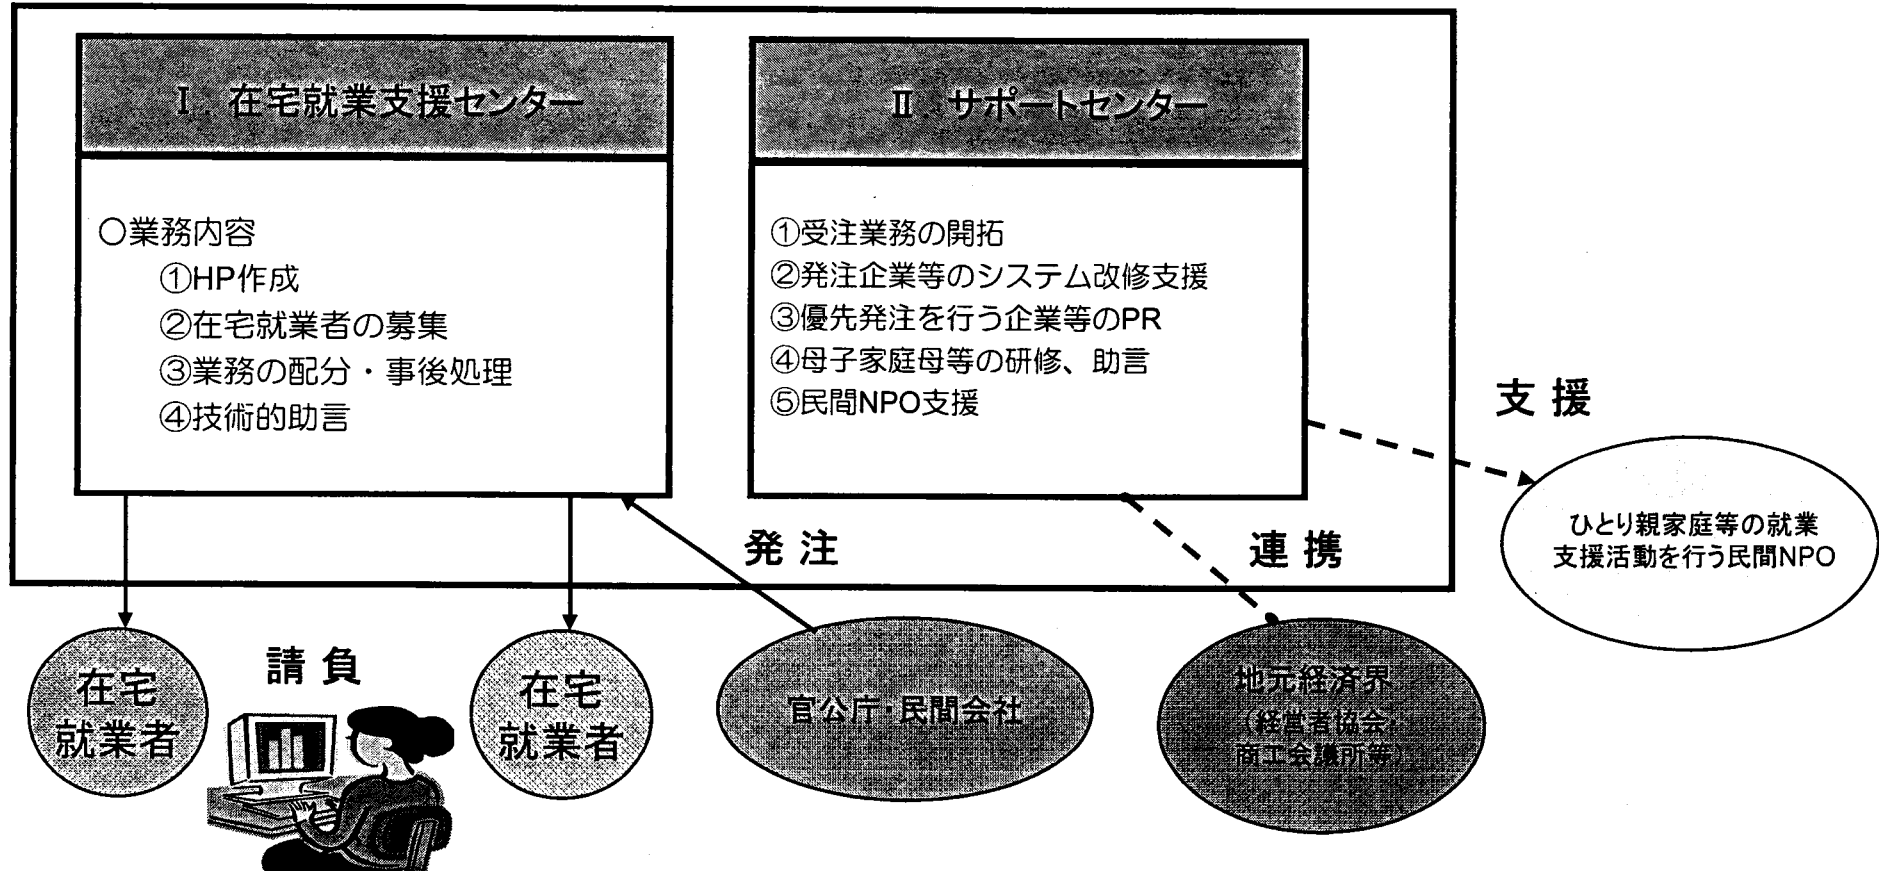 Ⅰ. 在宅就業支援センター
○業務内容
①HP作成
②在宅就業者の募集
③業務の配分・事後処理
④技術的助言
Ⅱ. サポートセンター
①受注業務の開拓
②発注企業等のシステム改修支援
③優先発注を行う企業等のPR
④母子家庭母等の研修、助言
⑤民間NPO支援
支援
ひとり親家庭等の就業
支援活動を行う民間NPO
発注
連携
在宅
就業者
請負
在宅
就業者
官公庁・民間会社
地元経済界
（経営者協会・
商工会議所等）